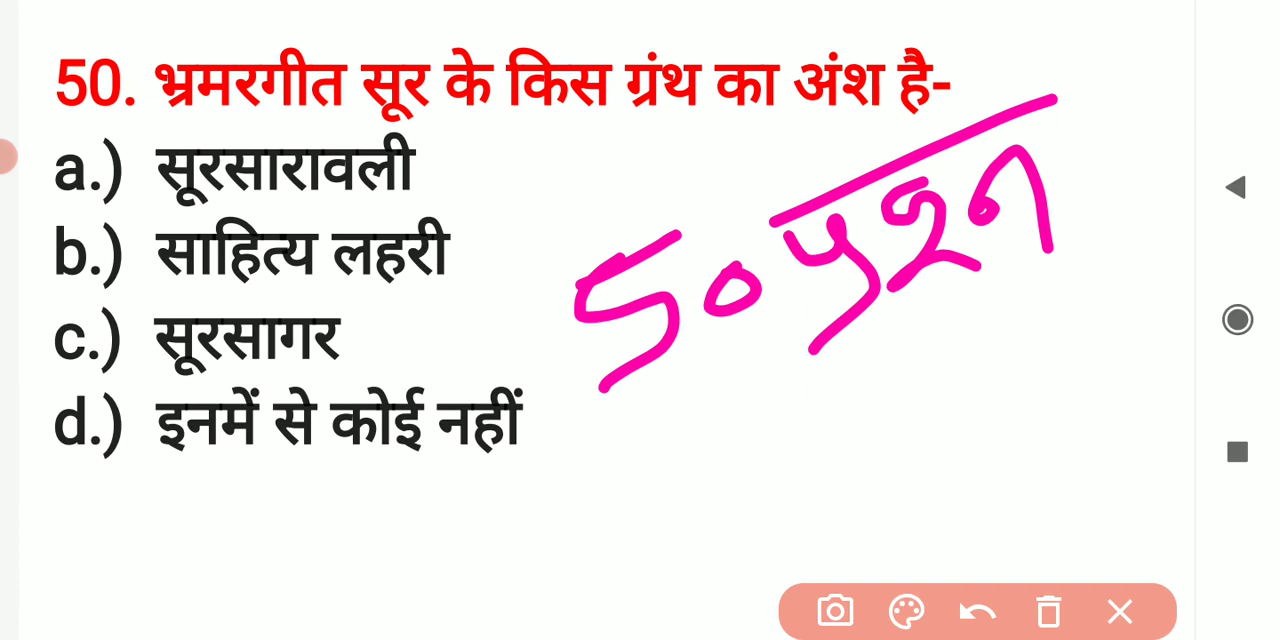 50. भ्रमरगीत सूर के किस ग्रंथ का अंश है-
a.) सूरसारावली
b.) साहित्य लहरी
c.) सूरसागर
d.) इनमें से कोई नहीं
50 प्रश्न